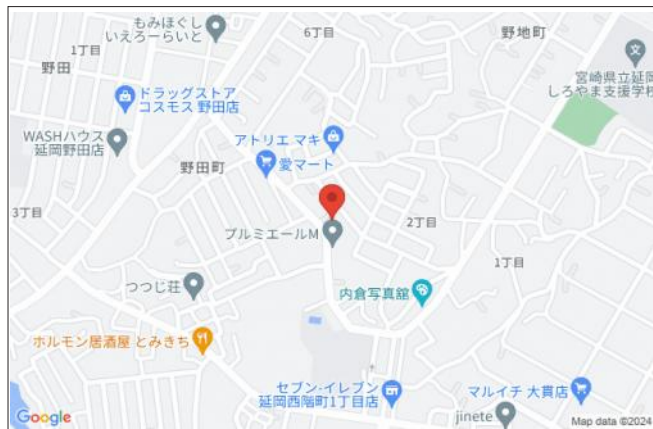 もみほぐし
いえろーらいと
6丁目
野地町
1丁目
野田
宮崎県立延岡
しろやま支援学校
ドラッグストア
コスモス 野田店
WASHハウス
延岡野田店
アトリエ マキ
愛マート
野田町
3丁目
2丁目
プルミエールM
1丁目
つつじ荘
内倉写真舘
ホルモン居酒屋 とみきち
セブン-イレブン
延岡西階町1丁目店
マルイチ 大貫店
jinete
Google
Map data ©2024